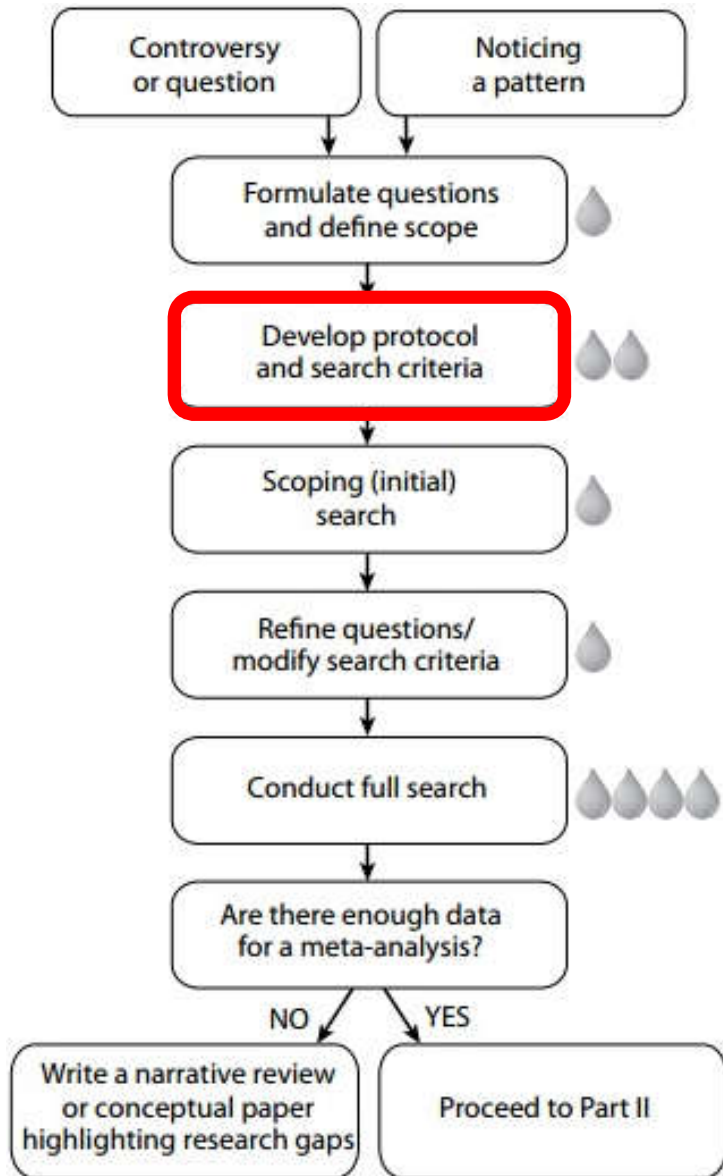 Controversy
or question
Noticing
a pattern
Formulate questions
and define scope
Develop protocol
and search criteria
Scoping (initial)
search
Refine questions/
modify search criteria
Conduct full search
Are there enough data
for a meta-analysis?
NO
YES
Write a narrative review
or conceptual paper
highlighting research gaps
Proceed to Part II